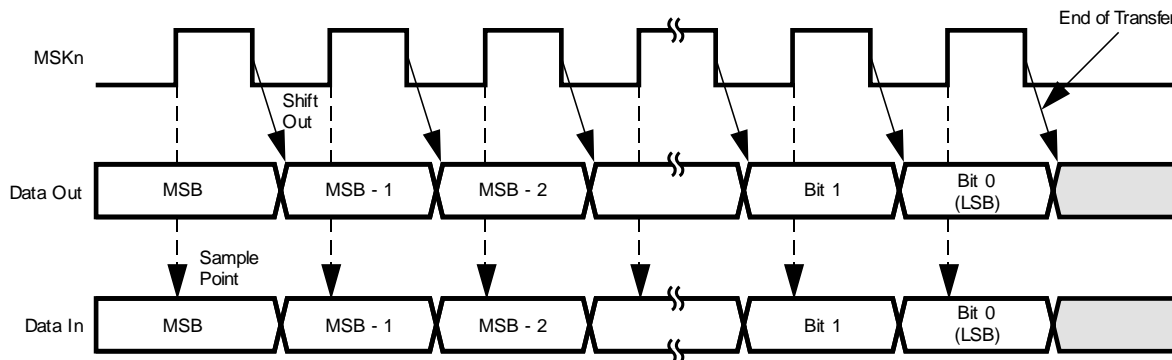 End of Transfer
MSKn
Shift
Out
Data Out
MSB
MSB - 1
MSB - 2
Bit 1
Bit 0
(LSB)
Sample
Point
Data In
MSB
MSB - 1
MSB - 2
Bit 1
Bit 0
(LSB)